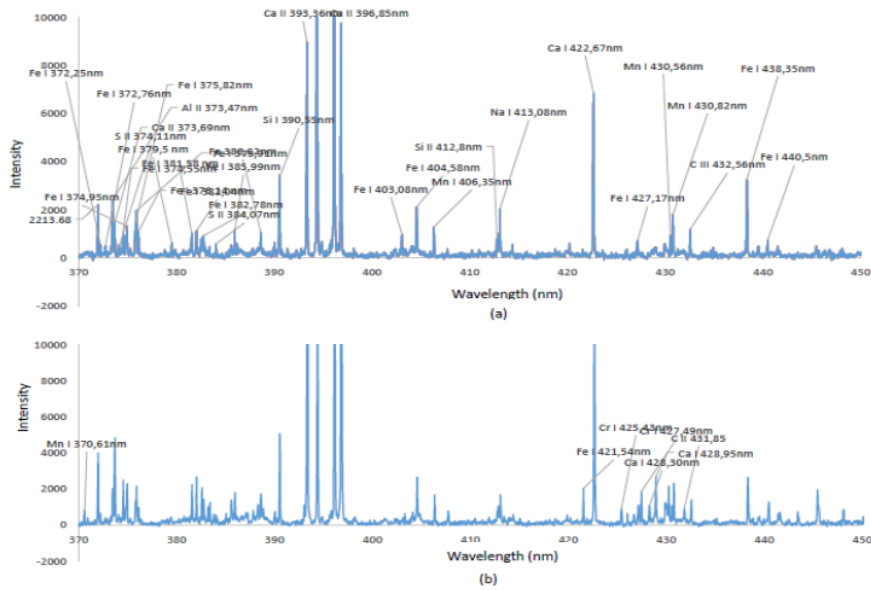 10000
8000
6000
4000
2000
0
-2000
Intensity
Ca II 393,36nm
Ca II 396,85nm
Fe I 372,25nm
Fe I 372,76nm
Fe I 375,82nm
Al II 373,47nm
Ca II 373,69nm
S II 374,11nm
Fe I 379,5 nm
Fe I 374,95nm
2213.68
Fe I 385,99nm
Fe I 382,78nm
S II 384,07nm
Si I 390,55nm
Ca I 422,67nm
Mn I 430,56nm
Fe I 438,35nm
Mn I 430,82nm
Na I 413,08nm
Si II 412,8nm
Fe I 404,58nm
Mn I 406,35nm
Fe I 403,08nm
C III 432,56nm
Fe I 440,5nm
Fe I 427,17nm
370 380 390 400 410 420 430 440 450
Wavelength (nm)
(a)
10000
8000
6000
4000
2000
0
-2000
Intensity
Mn I 370,61nm
Cr I 425,43nm
Cr I 427,49nm
C II 431,85
Fe I 421,54nm
Ca I 428,95nm
Ca I 428,30nm
370 380 390 400 410 420 430 440 450
Wavelength (nm)
(b)